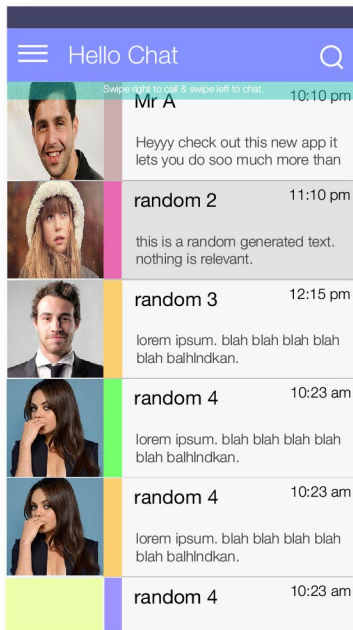 Hello Chat
Swipe right to call & swipe left to chat.
Mr A
10:10 pm
Heyyy check out this new app it
lets you do soo much more than
random 2
11:10 pm
this is a random generated text.
nothing is relevant.
random 3
12:15 pm
lorem ipsum. blah blah blah blah
blah balhlndkan.
random 4
10:23 am
lorem ipsum. blah blah blah blah
blah balhlndkan.
random 4
10:23 am
lorem ipsum. blah blah blah blah
blah balhlndkan.
random 4
10:23 am